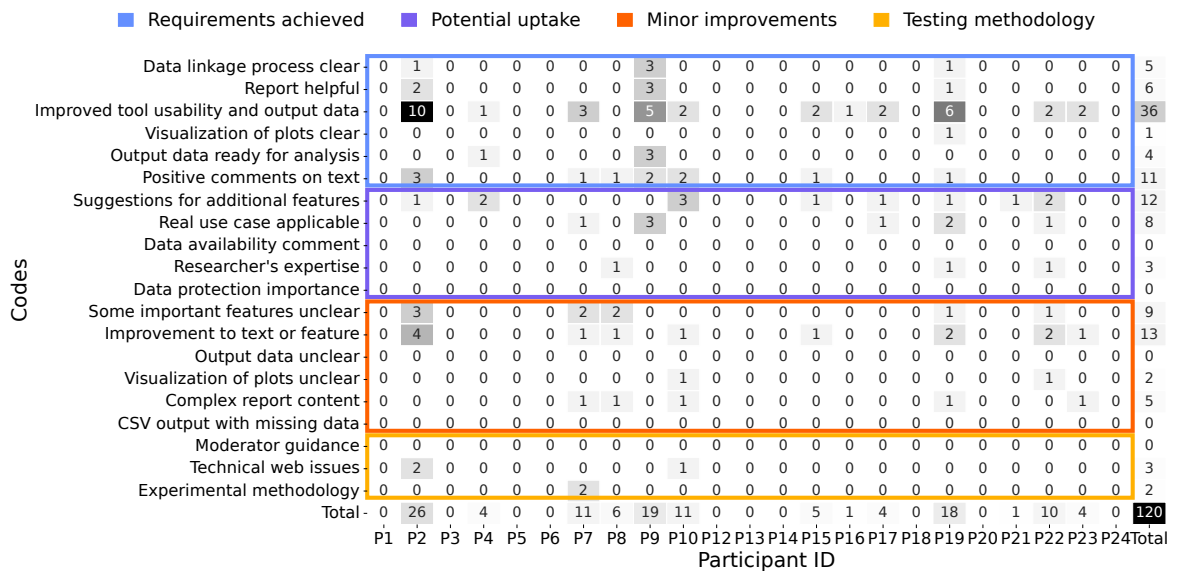 Requirements achieved Potential uptake Minor improvements Testing methodology
Data linkage process clear 0 1 0 0 0 0 0 0 3 0 0 0 0 0 0 0 0 0 1 0 0 0 0 0 5
Report helpful 0 2 0 0 0 0 0 0 3 0 0 0 0 0 0 0 0 0 1 0 0 0 0 0 6
Improved tool usability and output data 0 10 0 1 0 0 3 0 5 2 0 0 0 0 2 1 2 0 6 0 0 2 2 0 36
Visualization of plots clear 0 0 0 0 0 0 0 0 0 0 0 0 0 0 0 0 0 0 1 0 0 0 0 0 1
Output data ready for analysis 0 0 0 1 0 0 0 0 3 0 0 0 0 0 0 0 0 0 0 0 0 0 0 0 4
Positive comments on text 0 3 0 0 0 0 1 1 2 2 0 0 0 0 1 0 0 0 1 0 0 0 0 0 11
Suggestions for additional features 0 1 0 2 0 0 0 0 0 3 0 0 0 0 1 0 1 0 1 0 1 2 0 0 12
Real use case applicable 0 0 0 0 0 0 1 0 3 0 0 0 0 0 0 0 1 0 2 0 0 1 0 0 8
Data availability comment 0 0 0 0 0 0 0 0 0 0 0 0 0 0 0 0 0 0 0 0 0 0 0 0 0
Researcher's expertise 0 0 0 0 0 0 0 1 0 0 0 0 0 0 0 0 0 0 1 0 0 1 0 0 3
Data protection importance 0 0 0 0 0 0 0 0 0 0 0 0 0 0 0 0 0 0 0 0 0 0 0 0 0
Some important features unclear 0 3 0 0 0 0 2 2 0 0 0 0 0 0 0 0 0 0 1 0 0 1 0 0 9
Improvement to text or feature 0 4 0 0 0 0 1 1 0 1 0 0 0 0 1 0 0 0 2 0 0 2 1 0 13
Output data unclear 0 0 0 0 0 0 0 0 0 0 0 0 0 0 0 0 0 0 0 0 0 0 0 0 0
Visualization of plots unclear 0 0 0 0 0 0 0 0 0 1 0 0 0 0 0 0 0 0 0 0 0 1 0 0 2
Complex report content 0 0 0 0 0 0 1 1 0 1 0 0 0 0 0 0 0 0 1 0 0 0 1 0 5
CSV output with missing data 0 0 0 0 0 0 0 0 0 0 0 0 0 0 0 0 0 0 0 0 0 0 0 0 0
Moderator guidance 0 0 0 0 0 0 0 0 0 0 0 0 0 0 0 0 0 0 0 0 0 0 0 0 0
Technical web issues 0 2 0 0 0 0 0 0 0 1 0 0 0 0 0 0 0 0 0 0 0 0 0 0 3
Experimental methodology 0 0 0 0 0 0 2 0 0 0 0 0 0 0 0 0 0 0 0 0 0 0 0 0 2
Total 0 26 0 4 0 0 11 6 19 11 0 0 0 0 5 1 4 0 18 0 1 10 4 0 120
P1 P2 P3 P4 P5 P6 P7 P8 P9 P10 P11 P12 P13 P14 P15 P16 P17 P18 P19 P20 P21 P22 P23 P24 Total
Participant ID
Codes